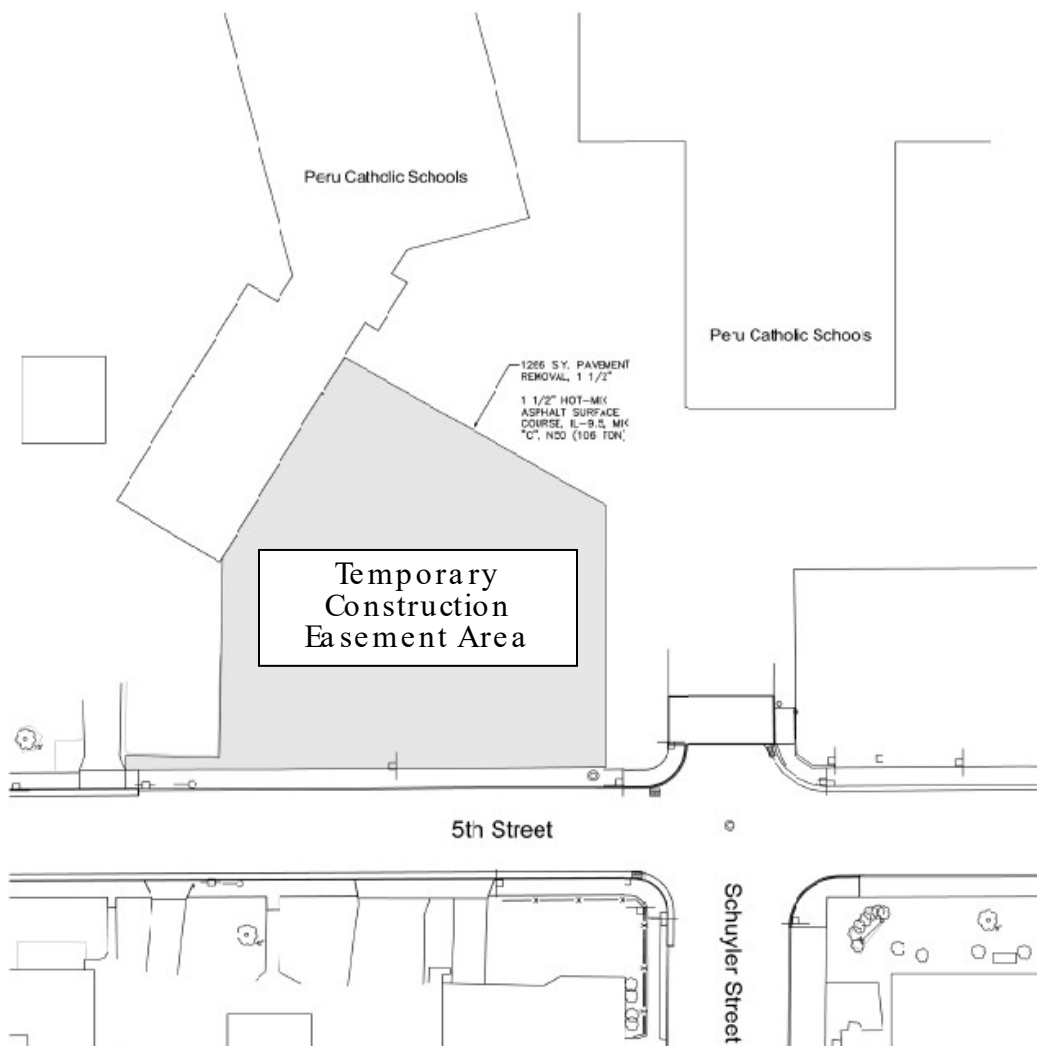 Peru Catholic Schools
Peru Catholic Schools
1266 S.Y. PAVEMENT
REMOVAL, 1 1/2"
1 1/2" HOT-MIX
ASPHALT SURFACE
COURSE, IL-9.5, MIX
"C", N50 (106 TON)
Temporary
Construction
Easement Area
5th Street
Schuyler Street